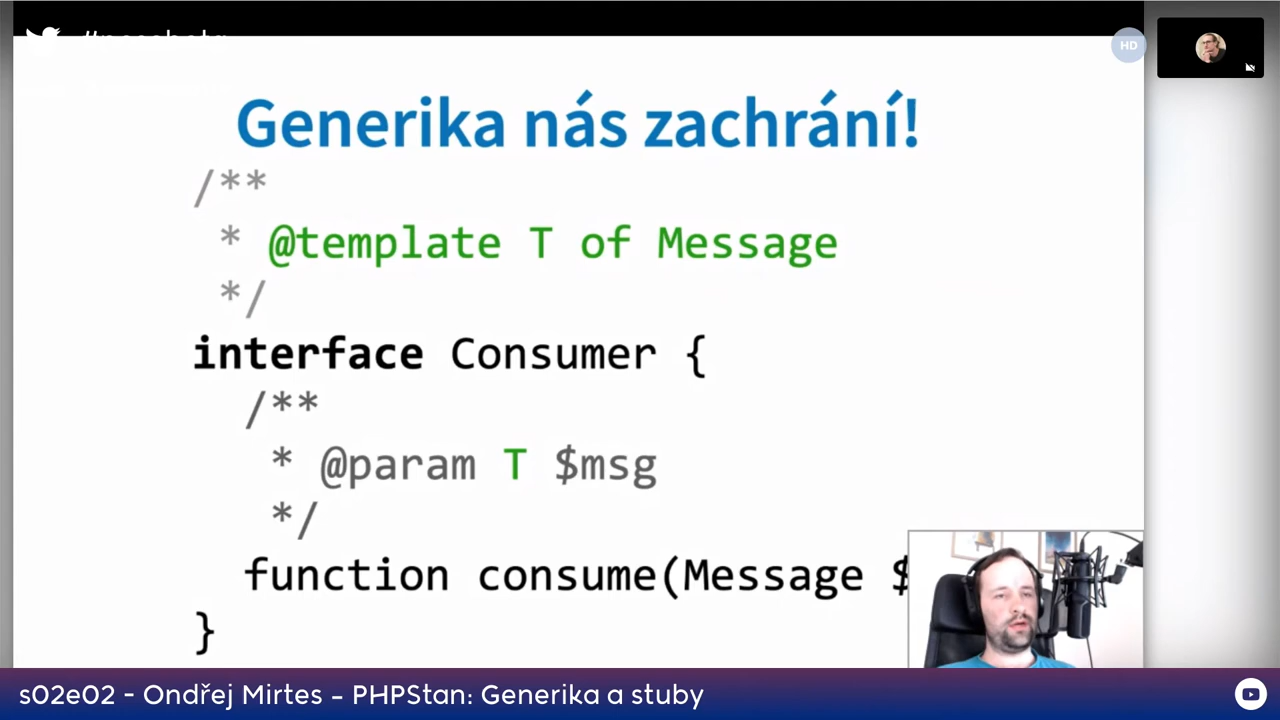 HD
Generika nás zachrání!
/**
* @template T of Message
*/
interface Consumer {
/**
* @param T $msg
*/
function consume(Message $
}
s02e02 – Ondřej Mirtes – PHPStan: Generika a stuby